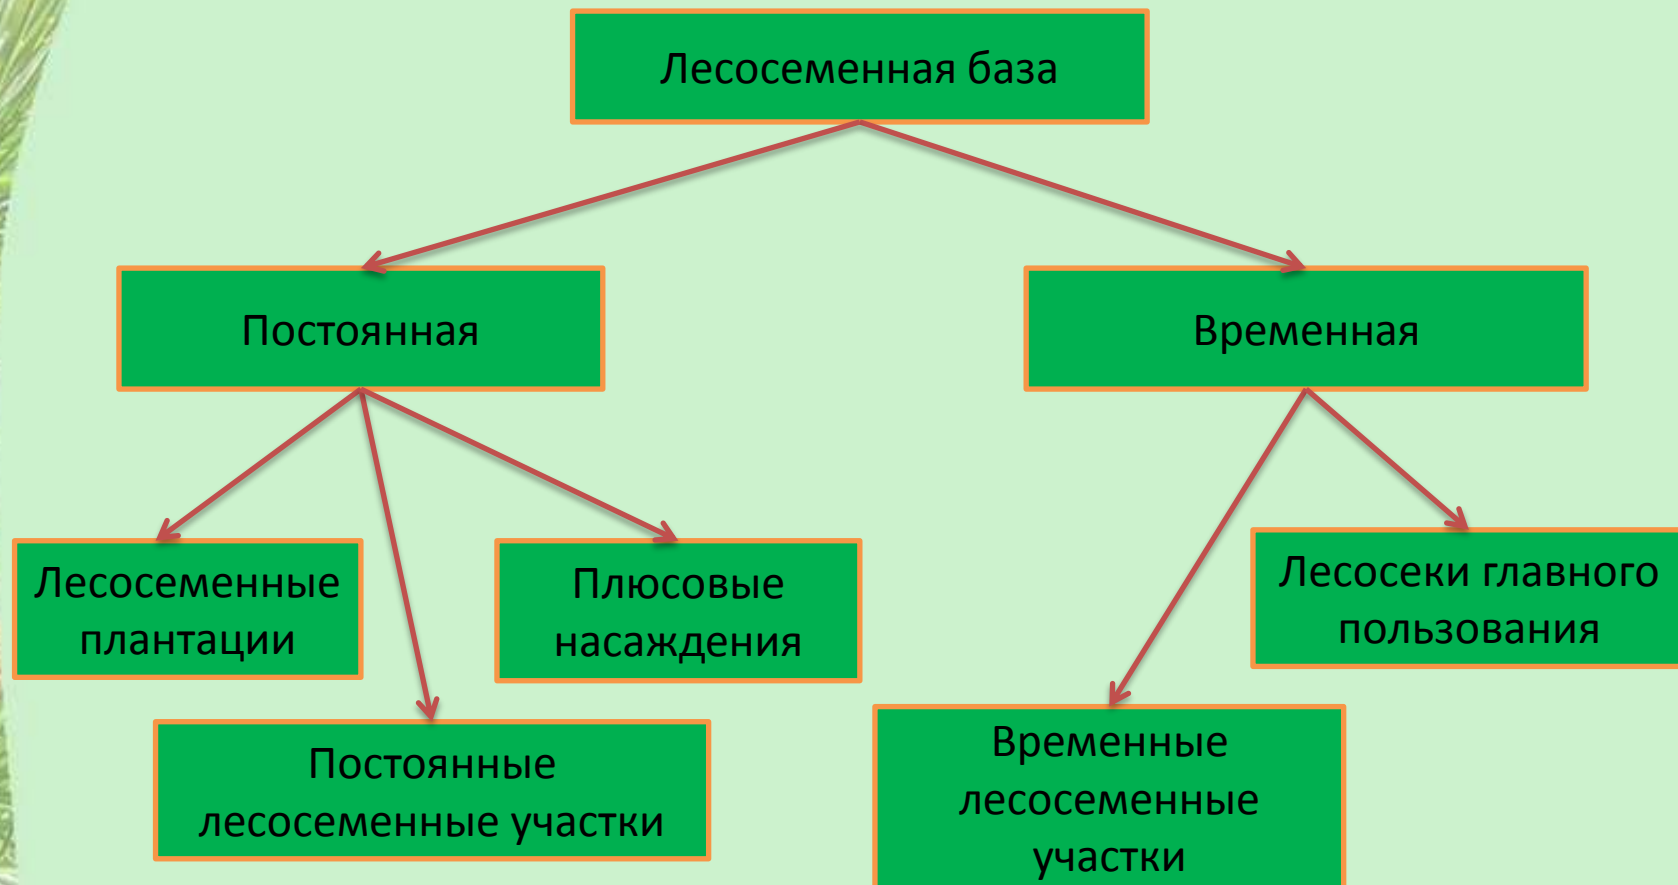 Лесосеменная база
Постоянная
Временная
Лесосеменные
плантации
Плюсовые
насаждения
Лесосеки главного
пользования
Постоянные
лесосеменные участки
Временные
лесосеменные
участки